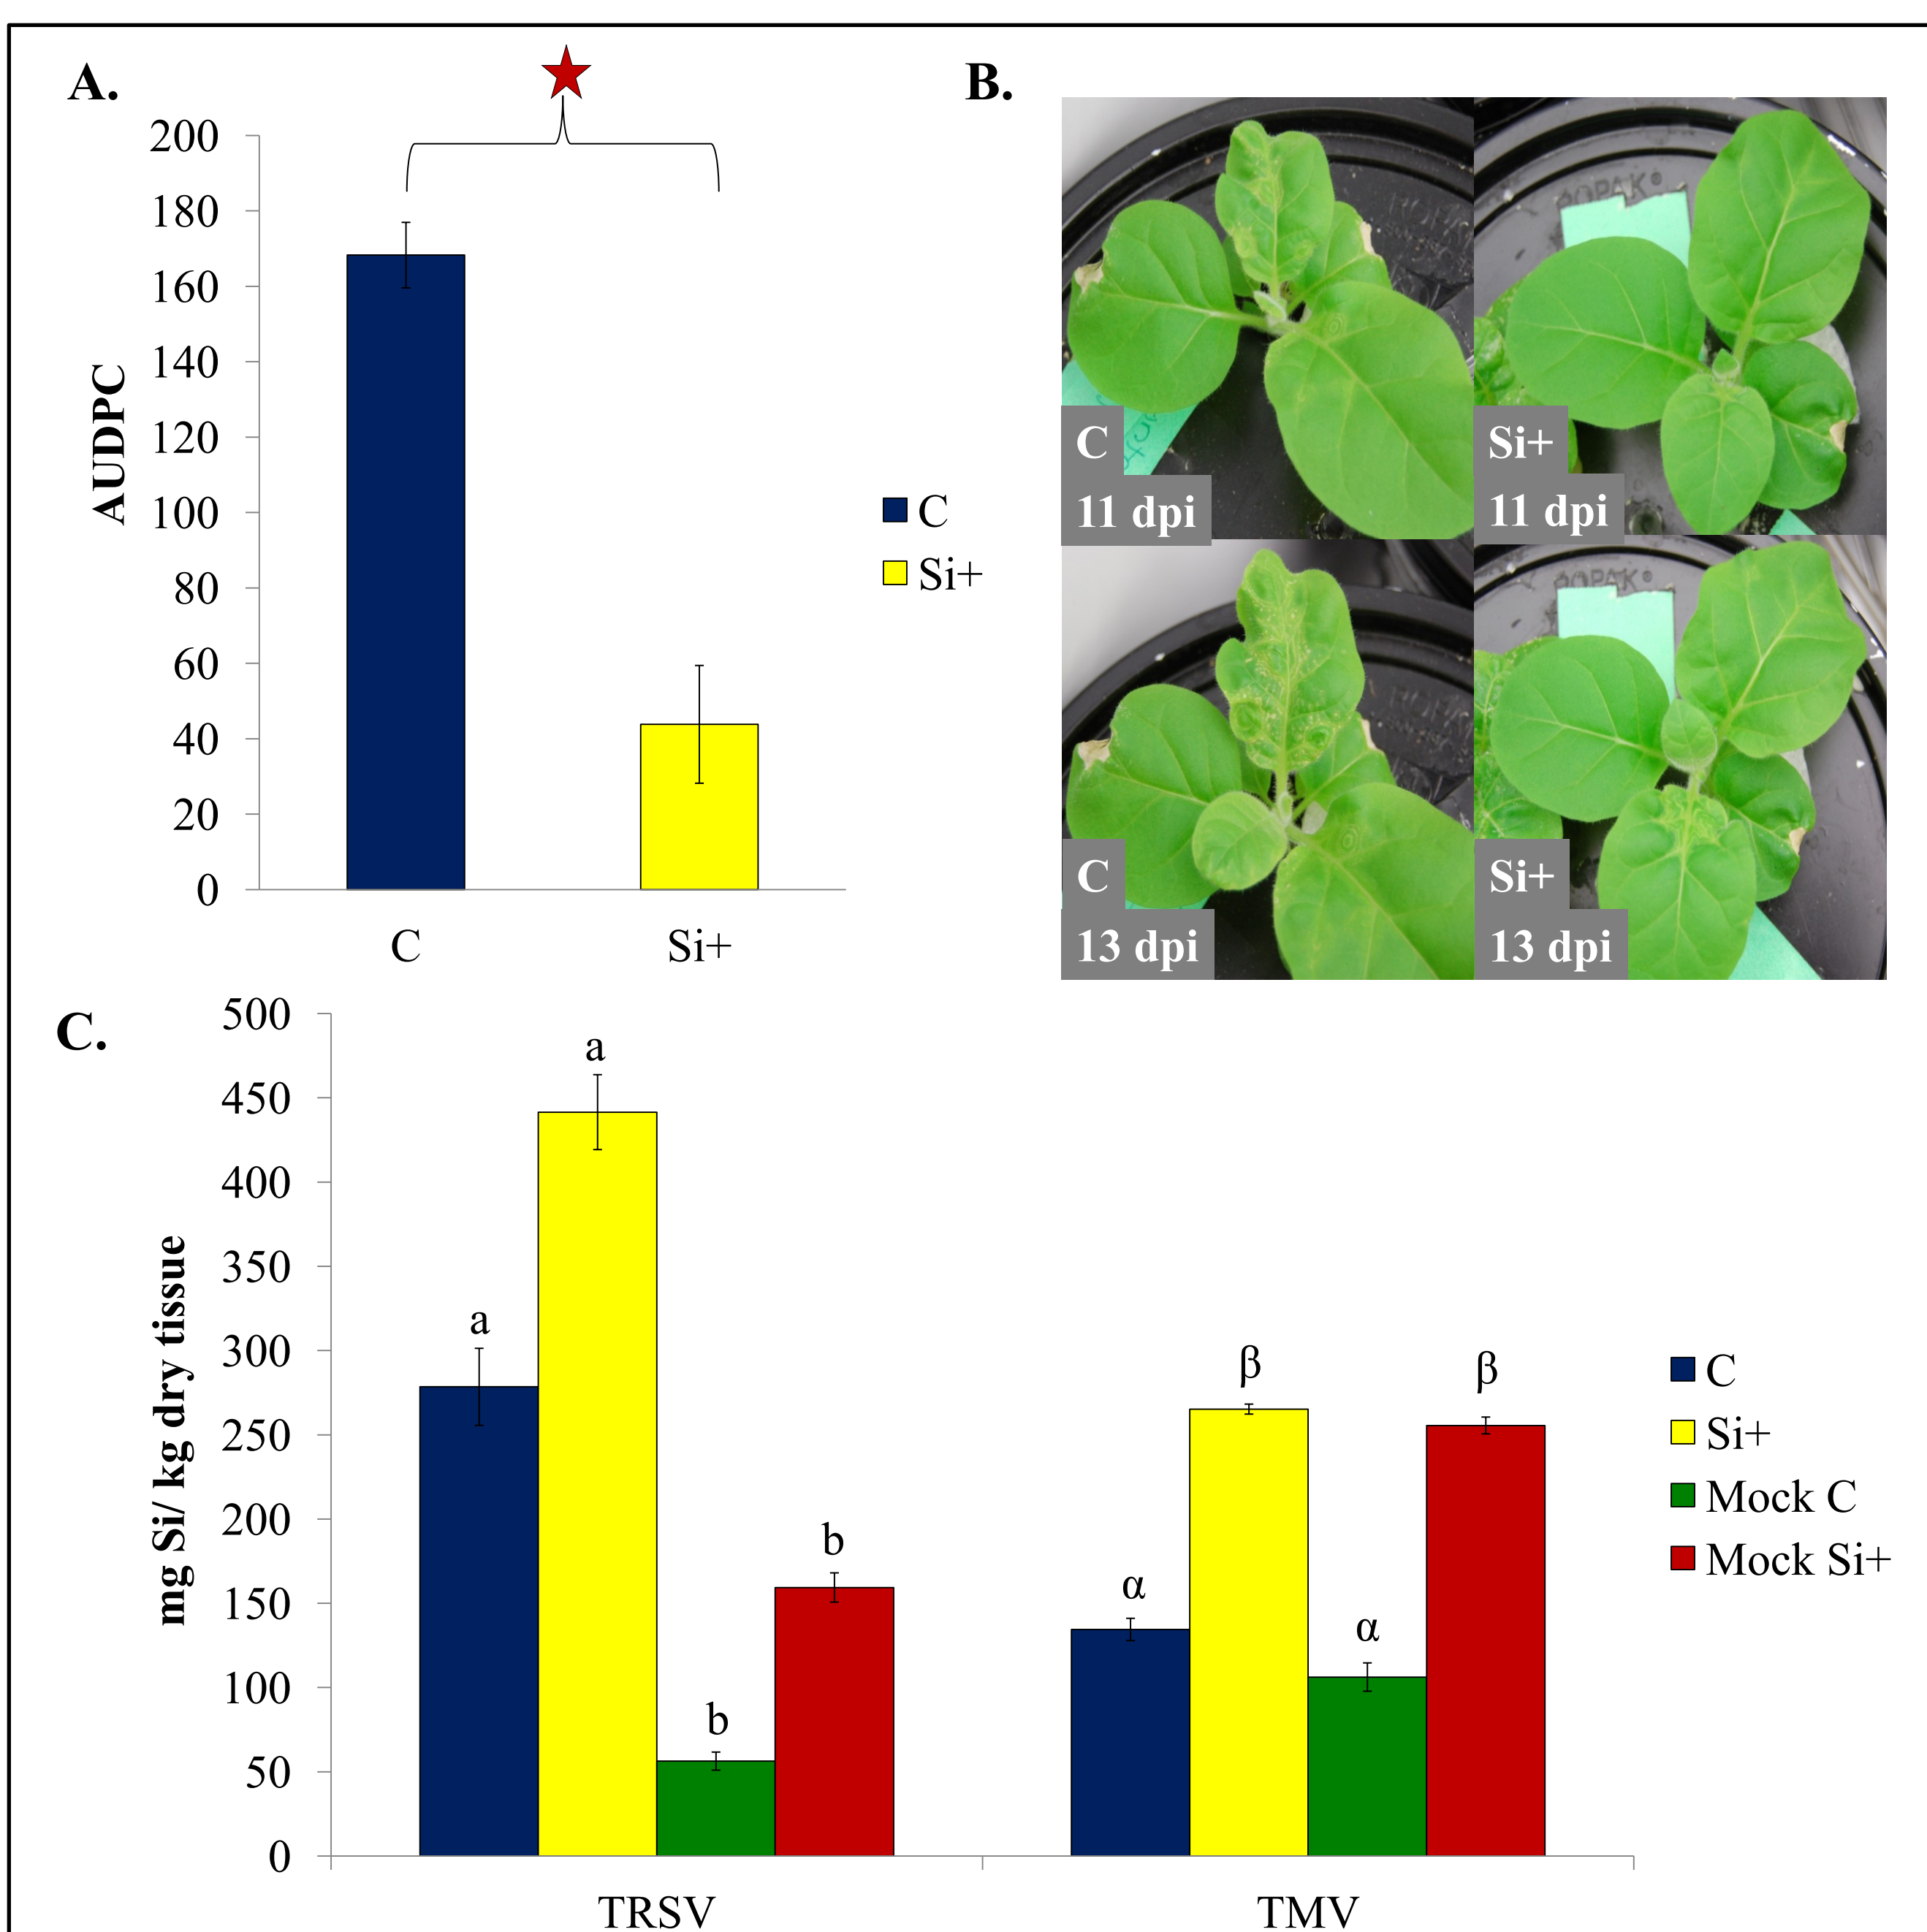 A.
200
180
160
140
120
100
80
60
40
20
0
AUDPC
C
Si+
C
Si+
B.
POPAK®
C
11 dpi
Si+
11 dpi
POPAK®
C
13 dpi
Si+
13 dpi
C.
500
450
400
350
300
250
200
150
100
50
0
mg Si/ kg dry tissue
a
a
b
b
α
β
α
β
TRSV
TMV
C
Si+
Mock C
Mock Si+